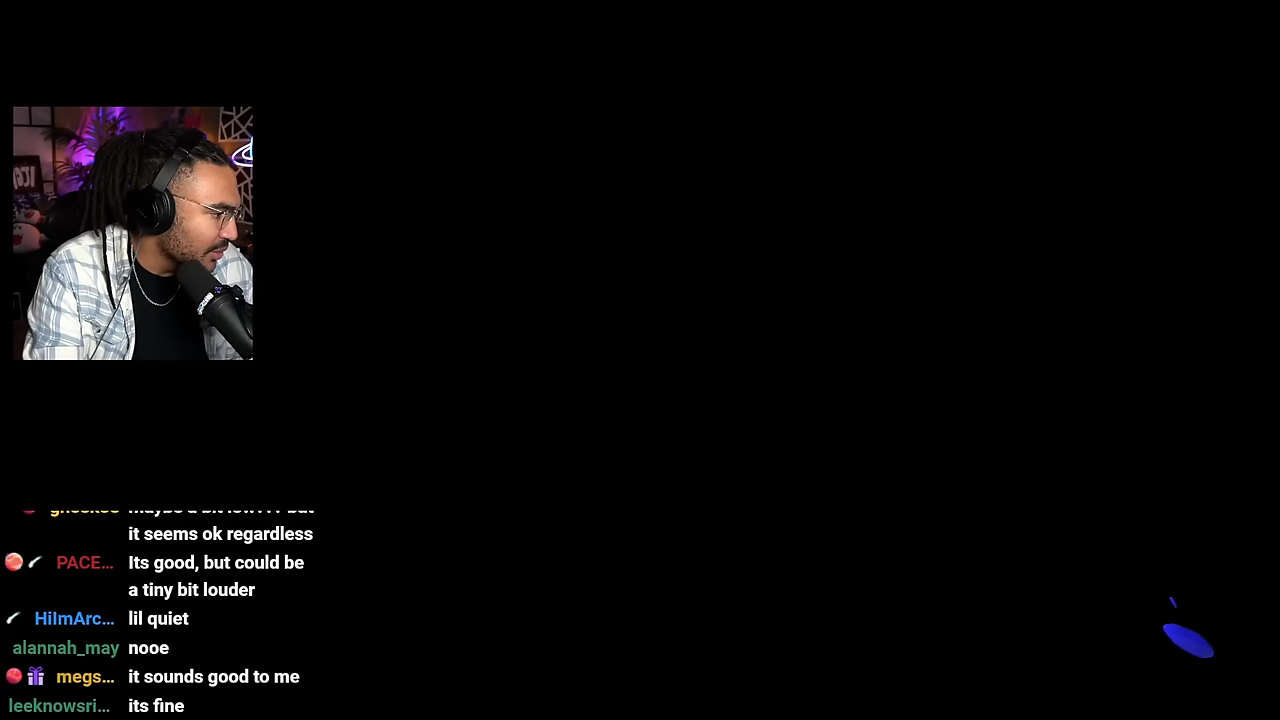 it seems ok regardless
PACE... Its good, but could be
a tiny bit louder
HiImArc... lil quiet
alannah_may nooe
megs... it sounds good to me
leeknowsri... its fine